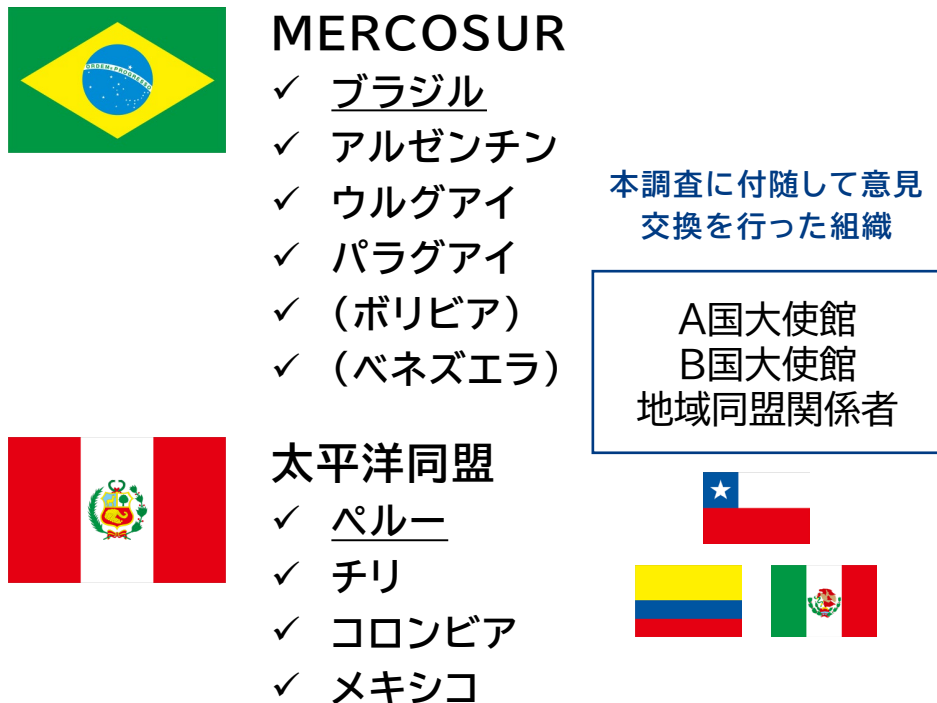 ORDEM E PROGRESSO
MERCOSUR
✓ ブラジル
✓ アルゼンチン
✓ ウルグアイ
✓ パラグアイ
✓ （ボリビア）
✓ （ベネズエラ）
本調査に付随して意見
交換を行った組織
A国大使館
B国大使館
地域同盟関係者
太平洋同盟
✓ ペルー
✓ チリ
✓ コロンビア
✓ メキシコ